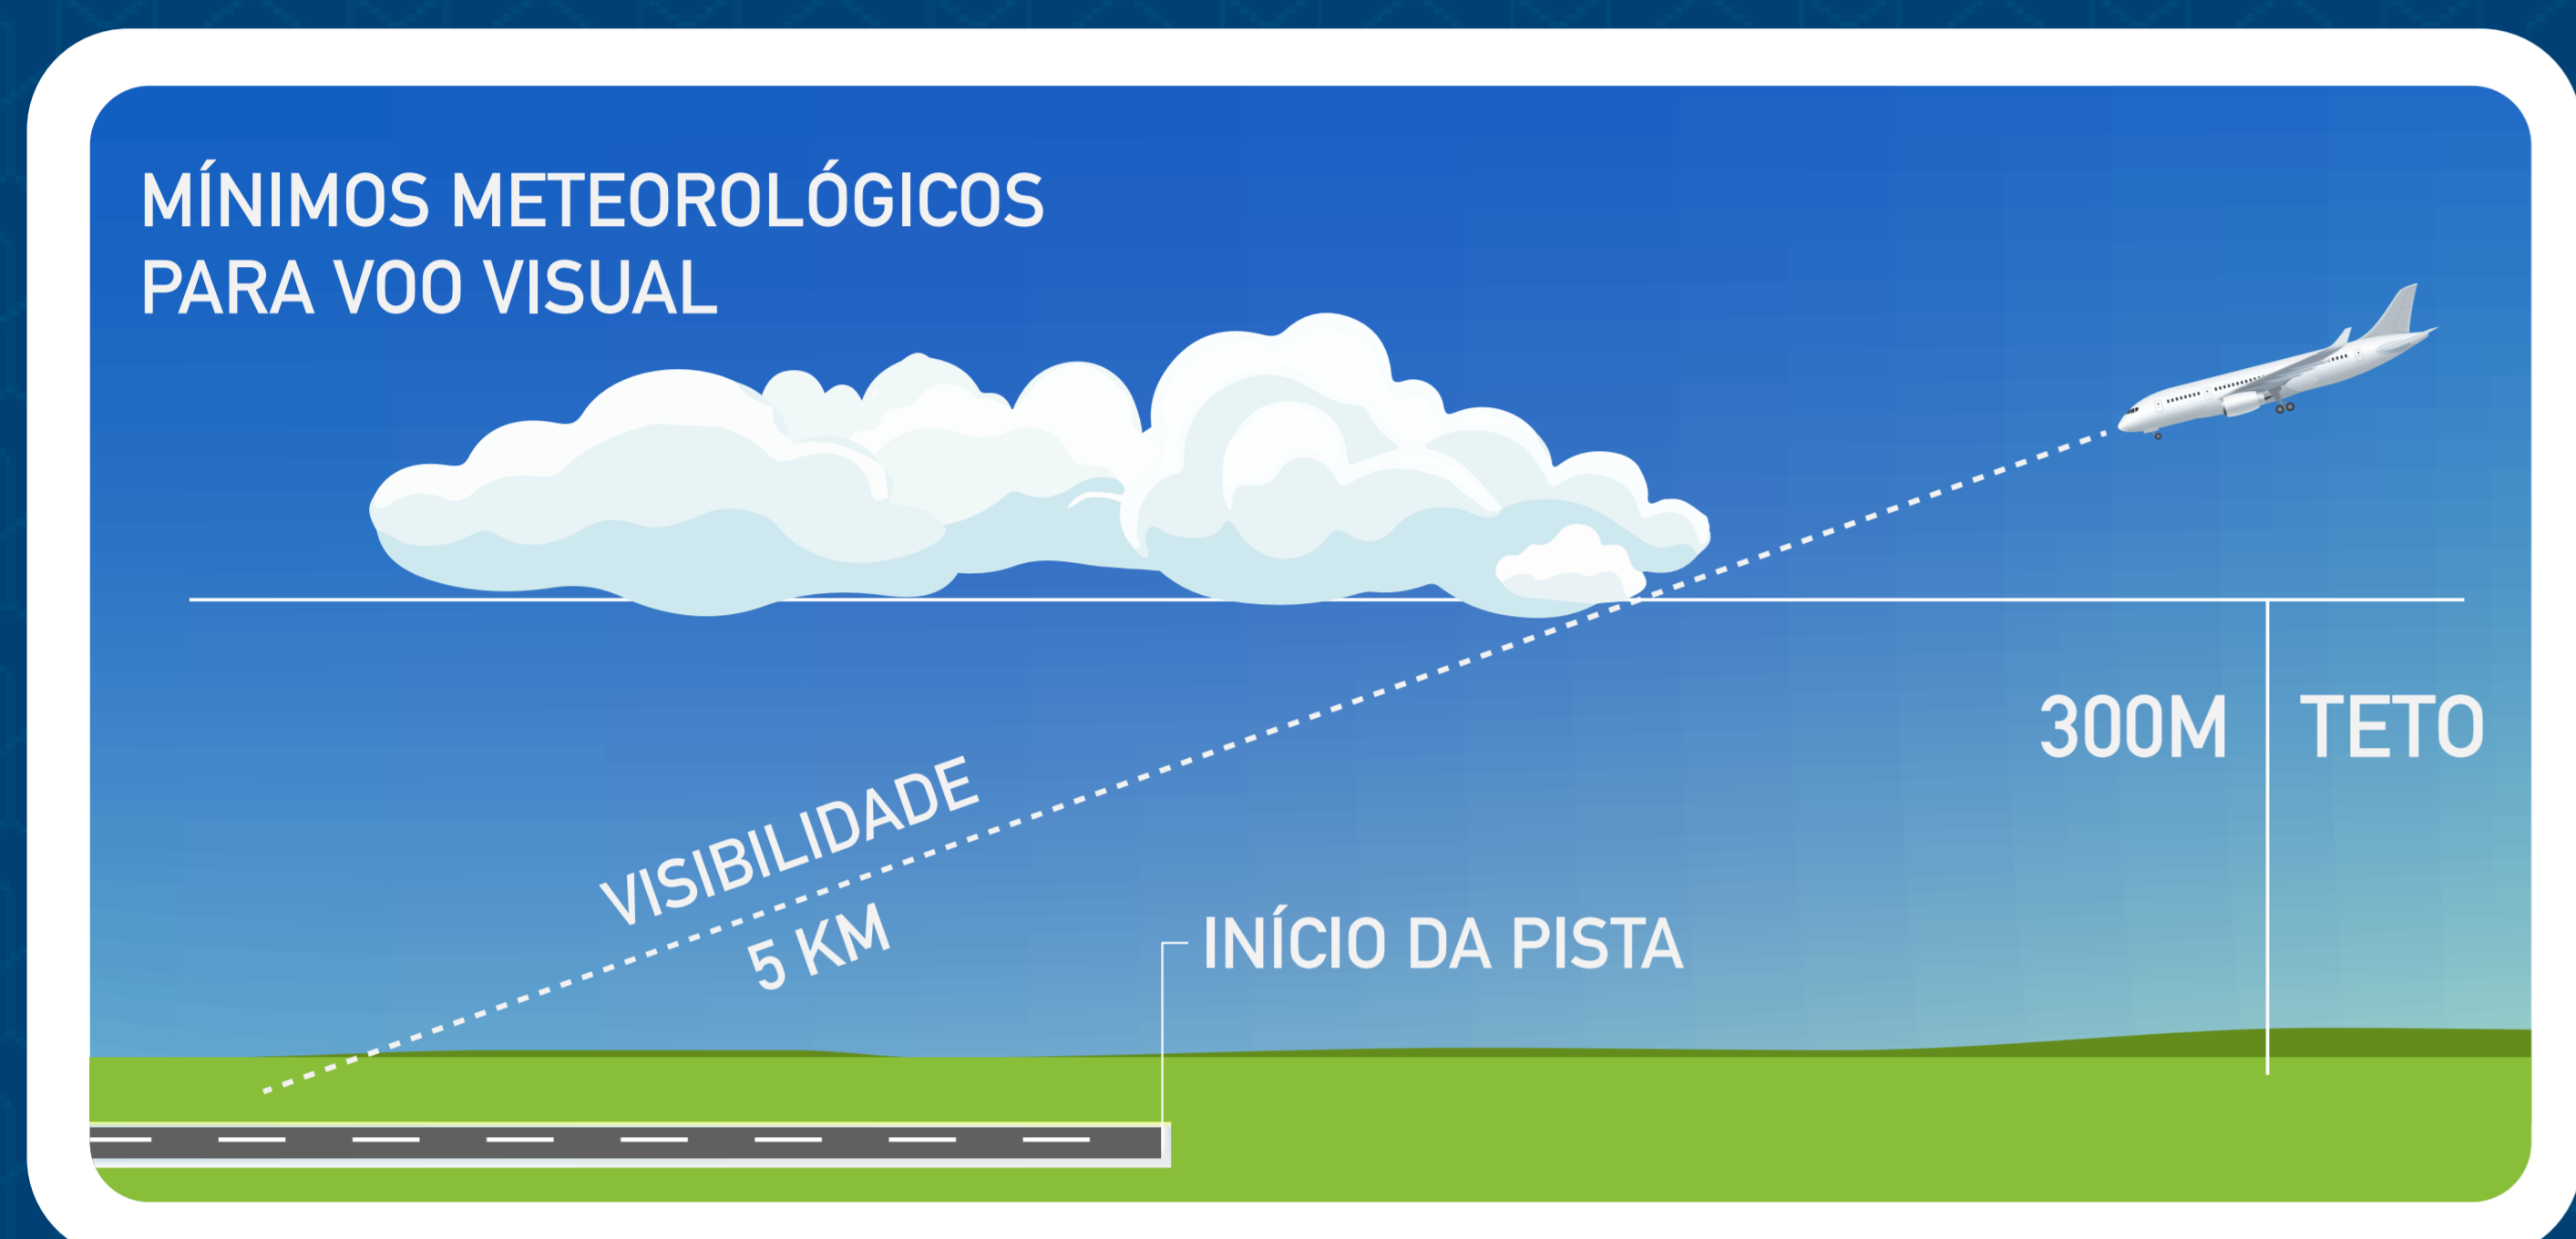 MÍNIMOS METEOROLÓGICOS
PARA VOO VISUAL
300M
TETO
VISIBILIDADE
5 KM
INÍCIO DA PISTA